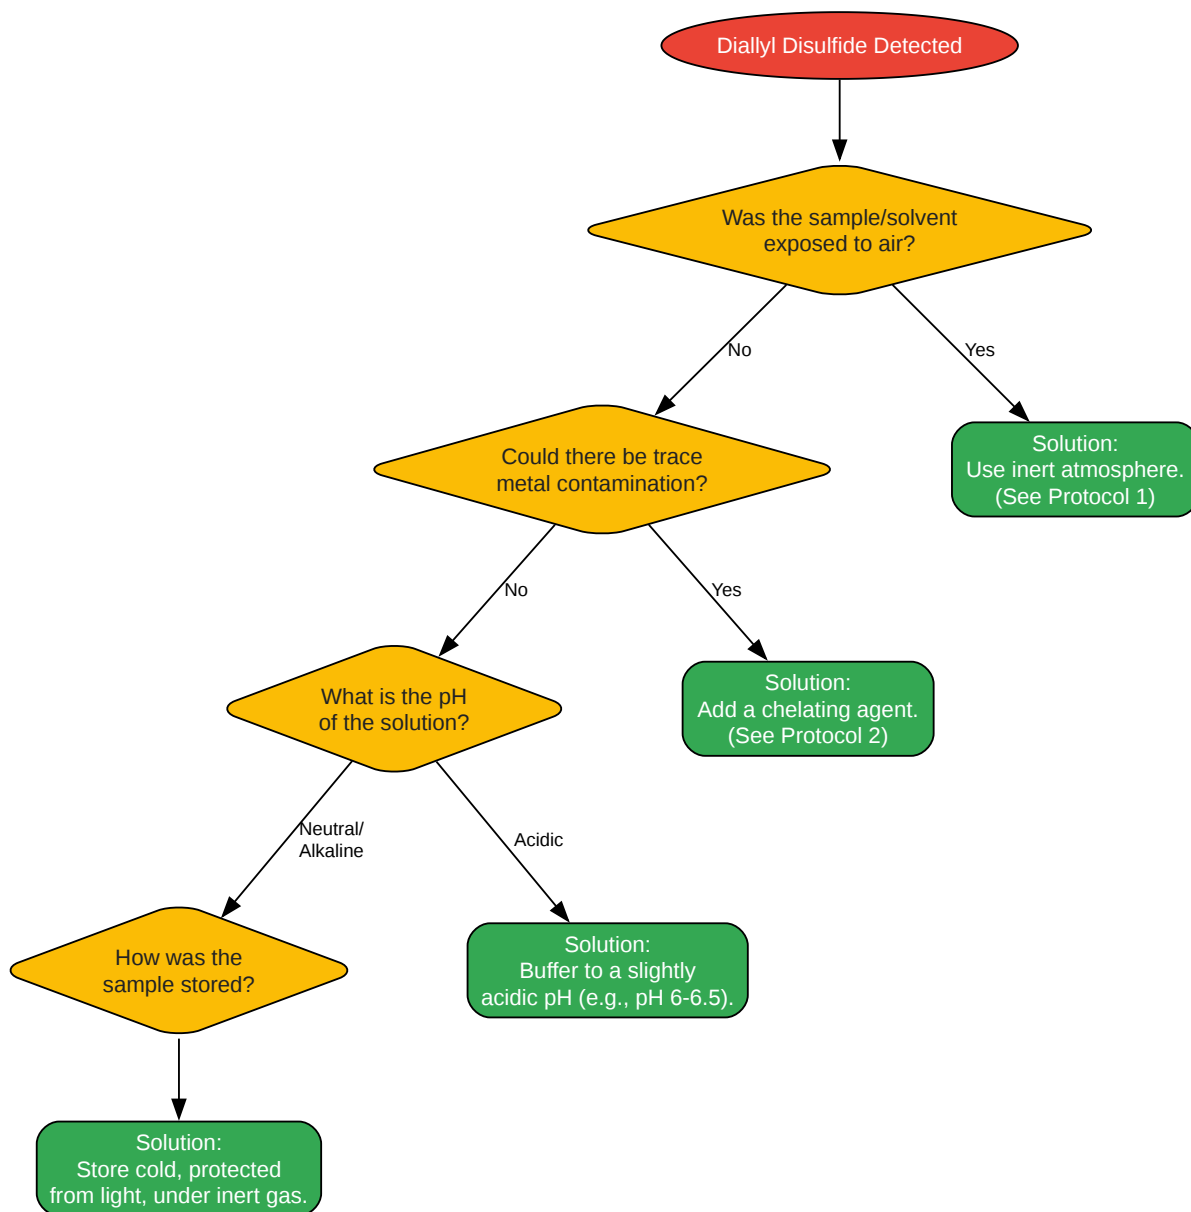 Diallyl Disulfide Detected
Was the sample/solvent
exposed to air?
No
Yes
Could there be trace
metal contamination?
Solution:
Use inert atmosphere.
(See Protocol 1)
No
Yes
What is the pH
of the solution?
Solution:
Add a chelating agent.
(See Protocol 2)
Neutral/
Alkaline
Acidic
How was the
sample stored?
Solution:
Buffer to a slightly
acidic pH (e.g., pH 6-6.5).
Solution:
Store cold, protected
from light, under inert gas.